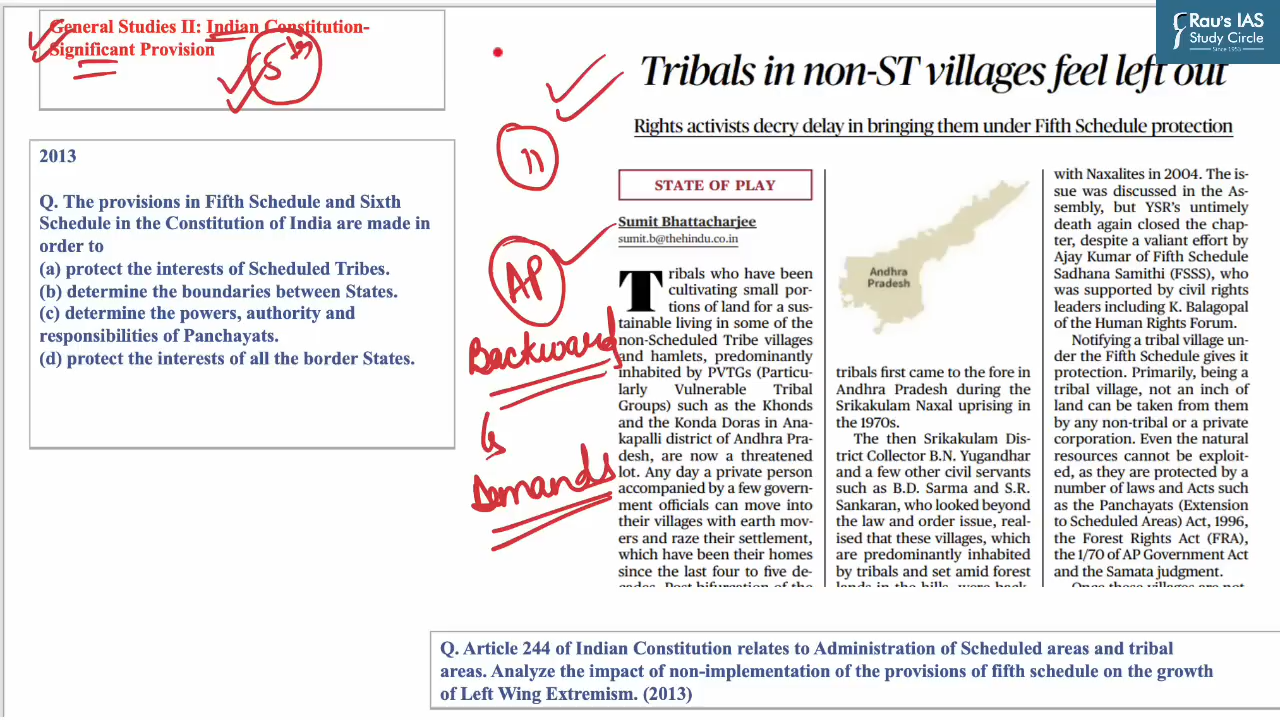 General Studies II: Indian Constitution-
Significant Provision
2013
Q. The provisions in Fifth Schedule and Sixth
Schedule in the Constitution of India are made in
order to
(a) protect the interests of Scheduled Tribes.
(b) determine the boundaries between States.
(c) determine the powers, authority and
responsibilities of Panchayats.
(d) protect the interests of all the border States.
11
AP
Backward
Demands
Rau's IAS
Study Circle
Since 1953
Tribals in non-ST villages feel left out
Rights activists decry delay in bringing them under Fifth Schedule protection
STATE OF PLAY
Sumit Bhattacharjee
sumit.b@thehindu.co.in
Tribals who have been
cultivating small por-
tions of land for a sus-
tainable living in some of the
non-Scheduled Tribe villages
and hamlets, predominantly
inhabited by PVTGs (Particu-
larly Vulnerable Tribal
Groups) such as the Khonds
and the Konda Doras in Ana-
kapalli district of Andhra Pra-
desh, are now a threatened
lot. Any day a private person
accompanied by a few govern-
ment officials can move into
their villages with earth mov-
ers and raze their settlement,
which have been their homes
since the last four to five de-
cades. Post bifurcation of the
Andhra
Pradesh
tribals first came to the fore in
Andhra Pradesh during the
Srikakulam Naxal uprising in
the 1970s.
The then Srikakulam Dis-
trict Collector B.N. Yugandhar
and a few other civil servants
such as B.D. Sarma and S.R.
Sankaran, who looked beyond
the law and order issue, real-
ised that these villages, which
are predominantly inhabited
by tribals and set amid forest
lands in the hills, were back-
with Naxalites in 2004. The is-
sue was discussed in the As-
sembly, but YSR's untimely
death again closed the chap-
ter, despite a valiant effort by
Ajay Kumar of Fifth Schedule
Sadhana Samithi (FSSS), who
was supported by civil rights
leaders including K. Balagopal
of the Human Rights Forum.
Notifying a tribal village un-
der the Fifth Schedule gives it
protection. Primarily, being a
tribal village, not an inch of
land can be taken from them
by any non-tribal or a private
corporation. Even the natural
resources cannot be exploit-
ed, as they are protected by a
number of laws and Acts such
as the Panchayats (Extension
to Scheduled Areas) Act, 1996,
the Forest Rights Act (FRA),
the 1/70 of AP Government Act
and the Samata judgment.
Once these villages are not-
Q. Article 244 of Indian Constitution relates to Administration of Scheduled areas and tribal
areas. Analyze the impact of non-implementation of the provisions of fifth schedule on the growth
of Left Wing Extremism. (2013)